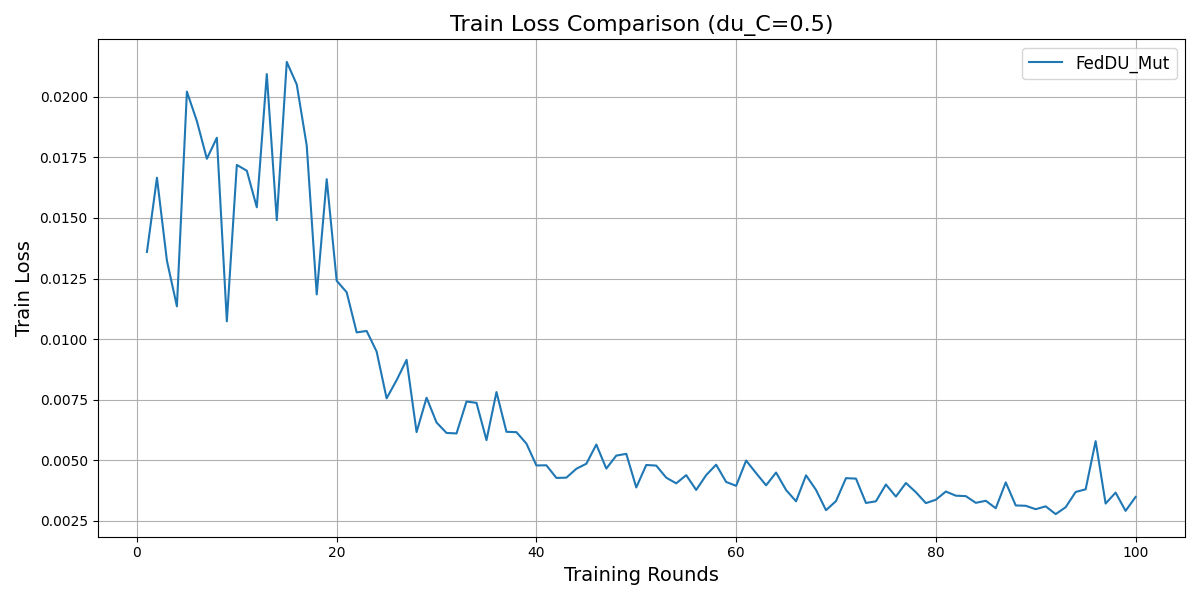 Train Loss Comparison (du_C=0.5)
FedDU_Mut
Train Loss
0.0200
0.0175
0.0150
0.0125
0.0100
0.0075
0.0050
0.0025
0 20 40 60 80 100
Training Rounds